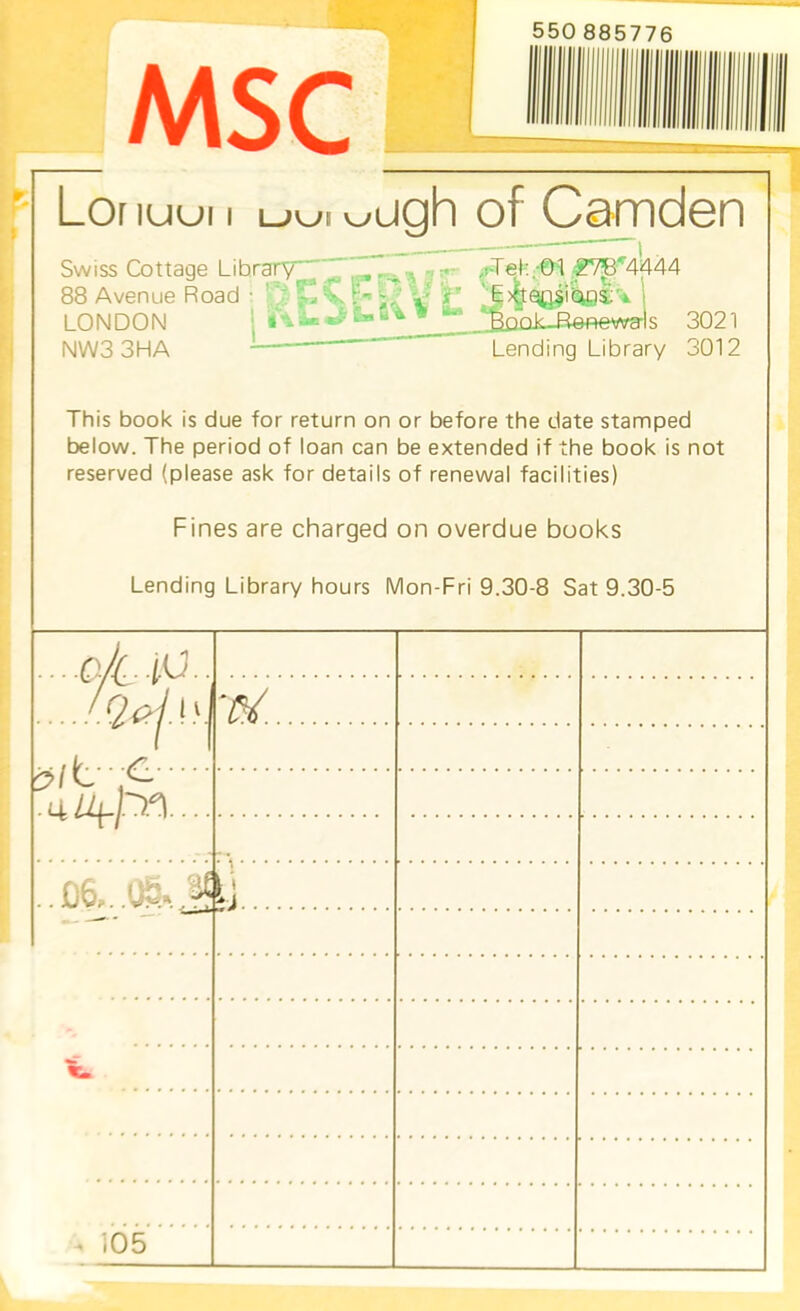 550 885776
MSC
London Borough of Camden
Swiss Cottage Library Tel: 01 278 4444
88 Avenue Road Extensions:
LONDON Book Renewals 3021
NW3 3HA Lending Library 3012
RESERVE
This book is due for return on or before the date stamped
below. The period of loan can be extended if the book is not
reserved (please ask for details of renewal facilities)
Fines are charged on overdue books
Lending Library hours Mon-Fri 9.30-8 Sat 9.30-5
06. 05.
105